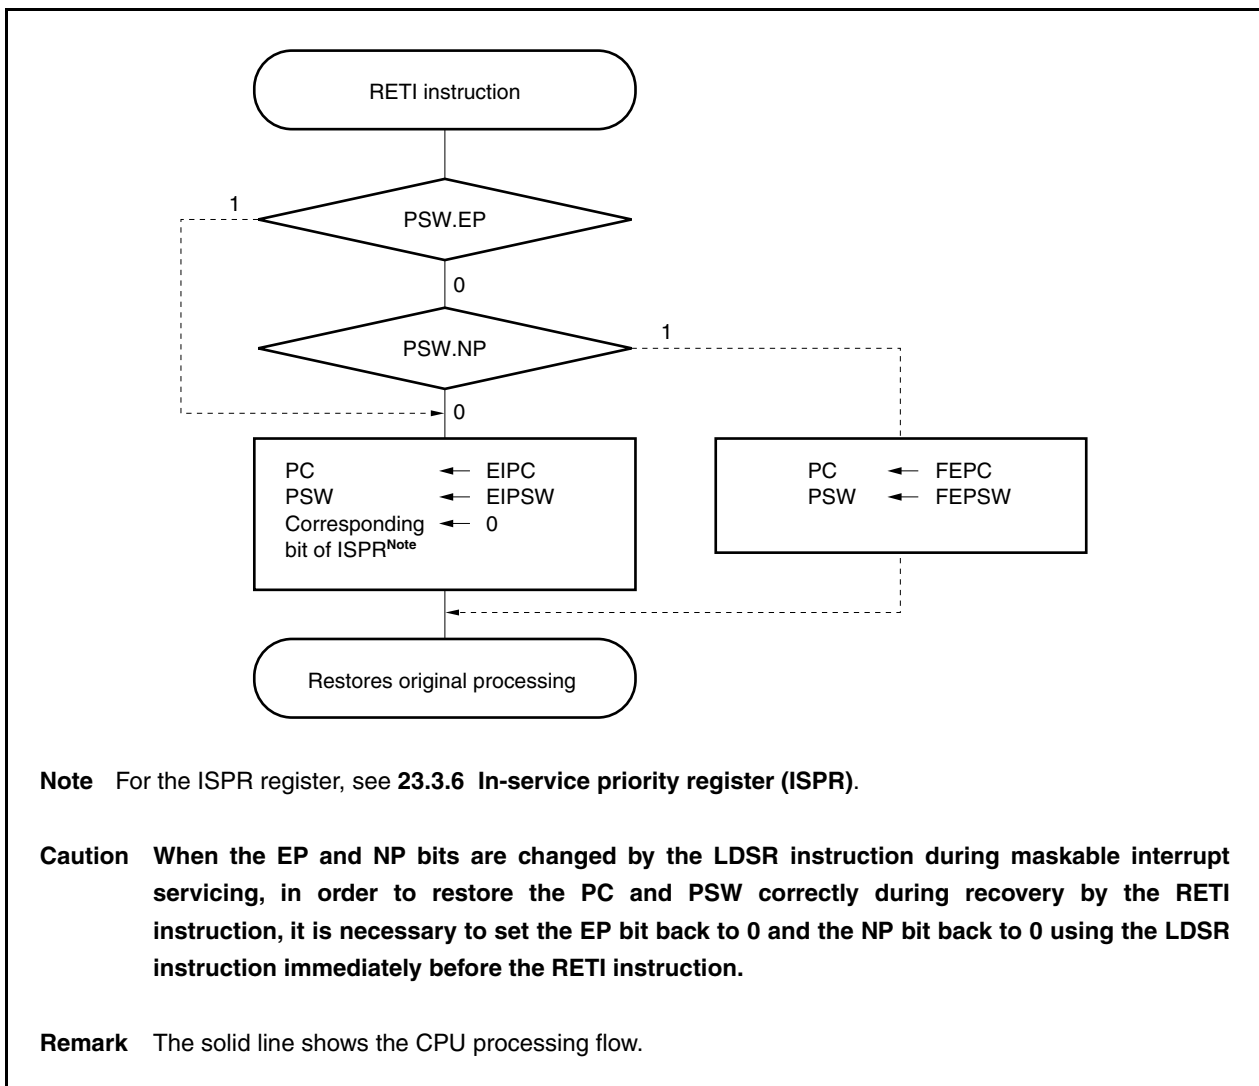 RETI instruction
1
PSW.EP
0
1
PSW.NP
0
PC ← EIPC
PSW ← EIPSW
Corresponding ← 0
bit of ISPRNote
PC ← FEPC
PSW ← FEPSW
Restores original processing
Note For the ISPR register, see 23.3.6 In-service priority register (ISPR).
Caution When the EP and NP bits are changed by the LDSR instruction during maskable interrupt
servicing, in order to restore the PC and PSW correctly during recovery by the RETI
instruction, it is necessary to set the EP bit back to 0 and the NP bit back to 0 using the LDSR
instruction immediately before the RETI instruction.
Remark The solid line shows the CPU processing flow.